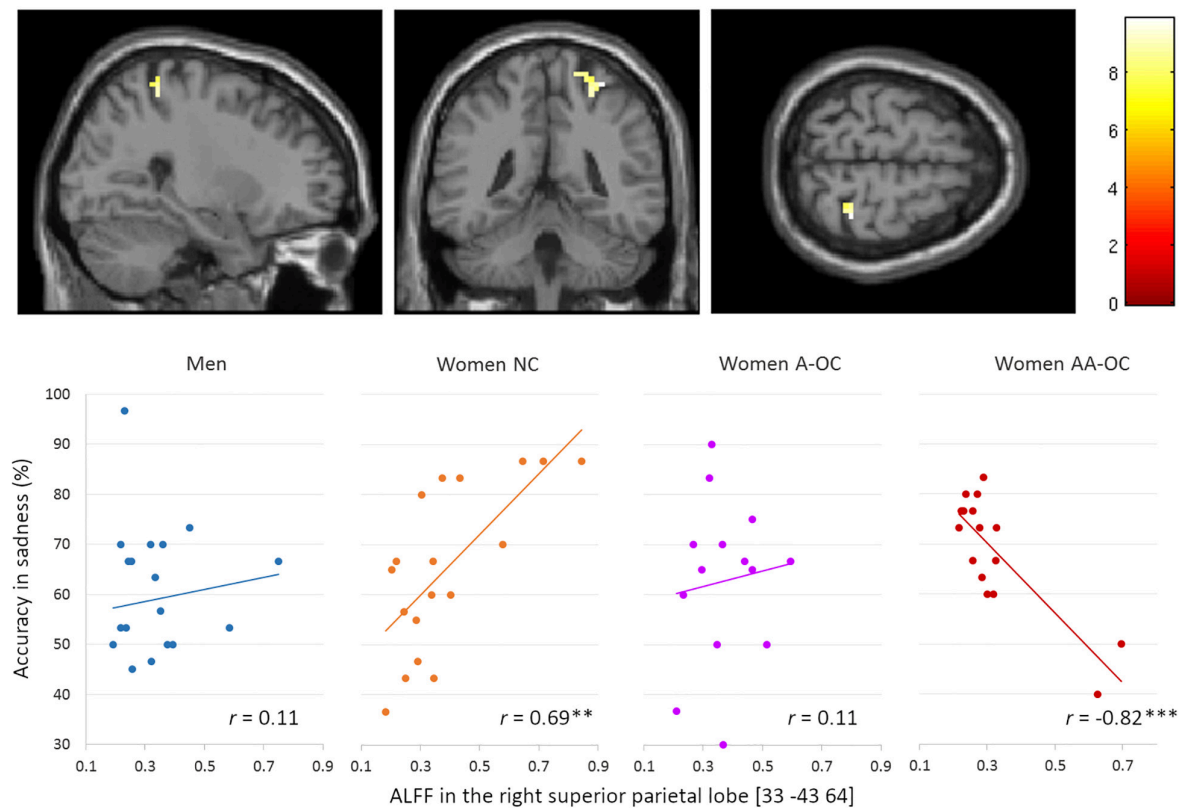 8
6
4
2
0
Men
Women NC
Women A-OC
Women AA-OC
Accuracy in sadness (%)
100
90
80
70
60
50
40
30
r = 0.11
r = 0.69**
r = 0.11
r = -0.82***
0.1 0.3 0.5 0.7 0.9
0.1 0.3 0.5 0.7 0.9
0.1 0.3 0.5 0.7 0.9
0.1 0.3 0.5 0.7
ALFF in the right superior parietal lobe [33 -43 64]